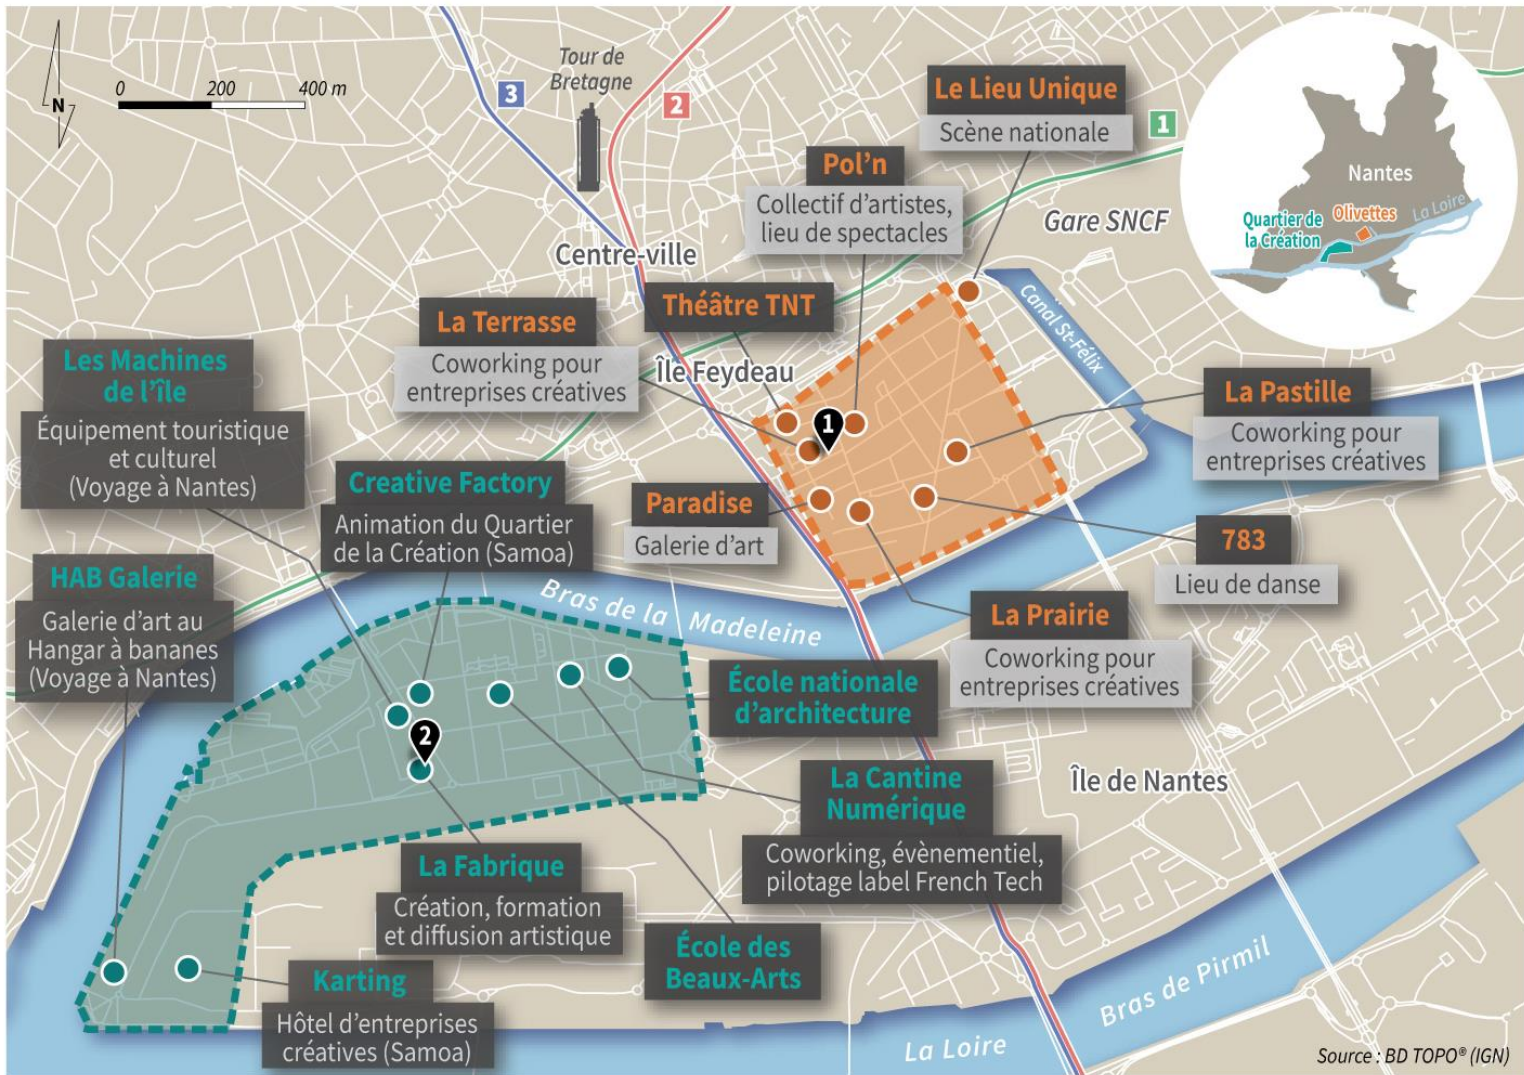 0 200 400 m
N
Tour de
Bretagne
3
2
1
Le Lieu Unique
Scène nationale
Pol'n
Collectif d'artistes,
lieu de spectacles
Gare SNCF
Nantes
La Loire
Olivettes
Quartier de
la Création
Centre-ville
Canal St-Félix
Théâtre TNT
La Terrasse
Coworking pour
entreprises créatives
Île Feydeau
1
La Pastille
Coworking pour
entreprises créatives
Les Machines
de l'île
Équipement touristique
et culturel
(Voyage à Nantes)
Creative Factory
Animation du Quartier
de la Création (Samoa)
Paradise
Galerie d'art
783
Lieu de danse
HAB Galerie
Galerie d'art au
Hangar à bananes
(Voyage à Nantes)
Bras de la Madeleine
La Prairie
Coworking pour
entreprises créatives
École nationale
d'architecture
2
Île de Nantes
La Cantine
Numérique
Coworking, évènementiel,
pilotage label French Tech
La Fabrique
Création, formation
et diffusion artistique
École des
Beaux-Arts
Karting
Hôtel d'entreprises
créatives (Samoa)
Bras de Pirmil
La Loire
Source : BD TOPO® (IGN)